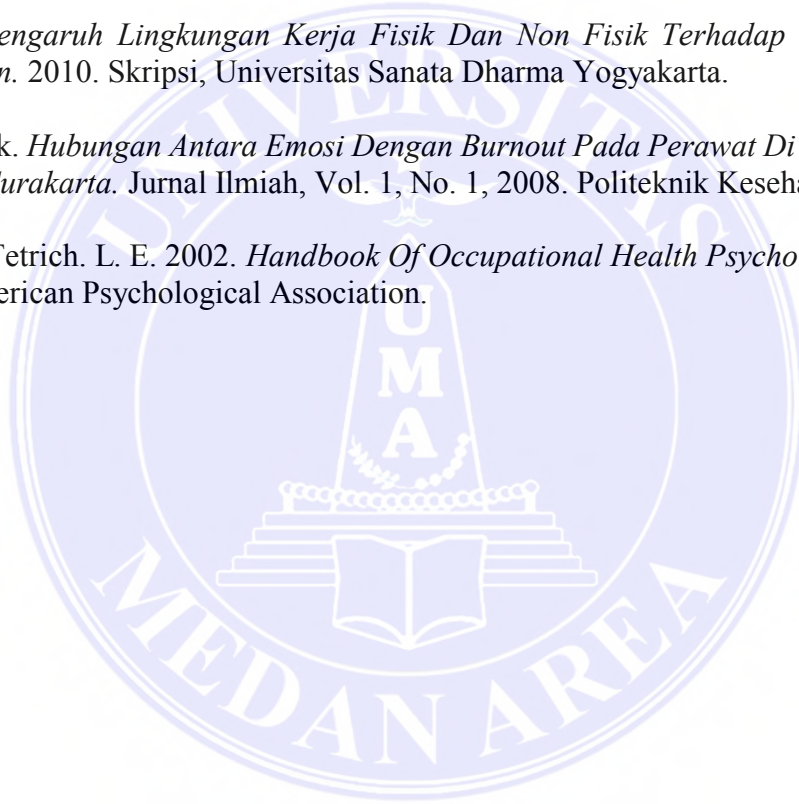 engaruh Lingkungan Kerja Fisik Dan Non Fisik Terhadap
n. 2010. Skripsi, Universitas Sanata Dharma Yogyakarta.
k. Hubungan Antara Emosi Dengan Burnout Pada Perawat Di
urakarta. Jurnal Ilmiah, Vol. 1, No. 1, 2008. Politeknik Keseha
etrich. L. E. 2002. Handbook Of Occupational Health Psycho
erican Psychological Association.
UNIVERSITAS
U
M
A
MEDAN AREA